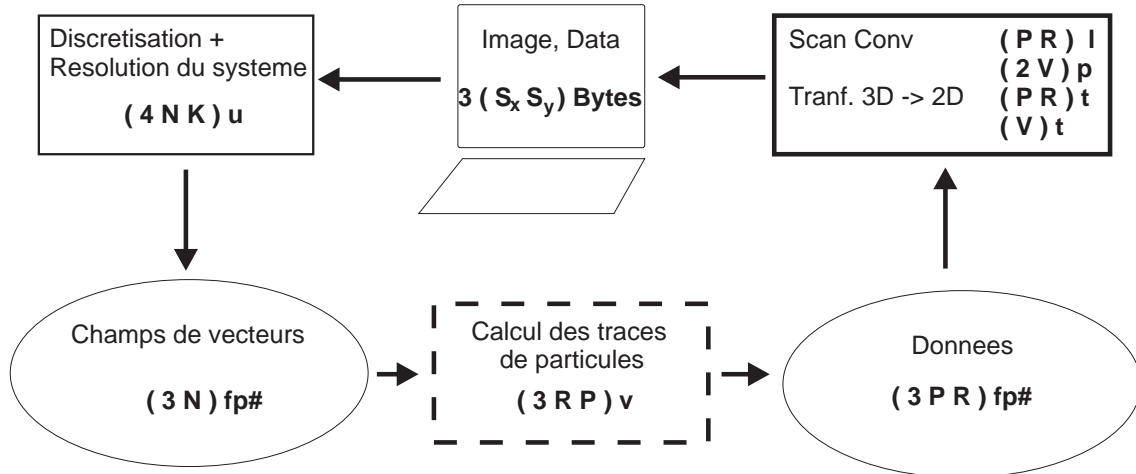 Discretisation +
Resolution du systeme
( 4 N K ) u
Image, Data
3 ( Sx Sy ) Bytes
Scan Conv ( P R ) l
( 2 V ) p
Tranf. 3D -> 2D ( P R ) t
( V ) t
Champs de vecteurs
( 3 N ) fp#
Calcul des traces
de particules
( 3 R P ) v
Donnees
( 3 P R ) fp#